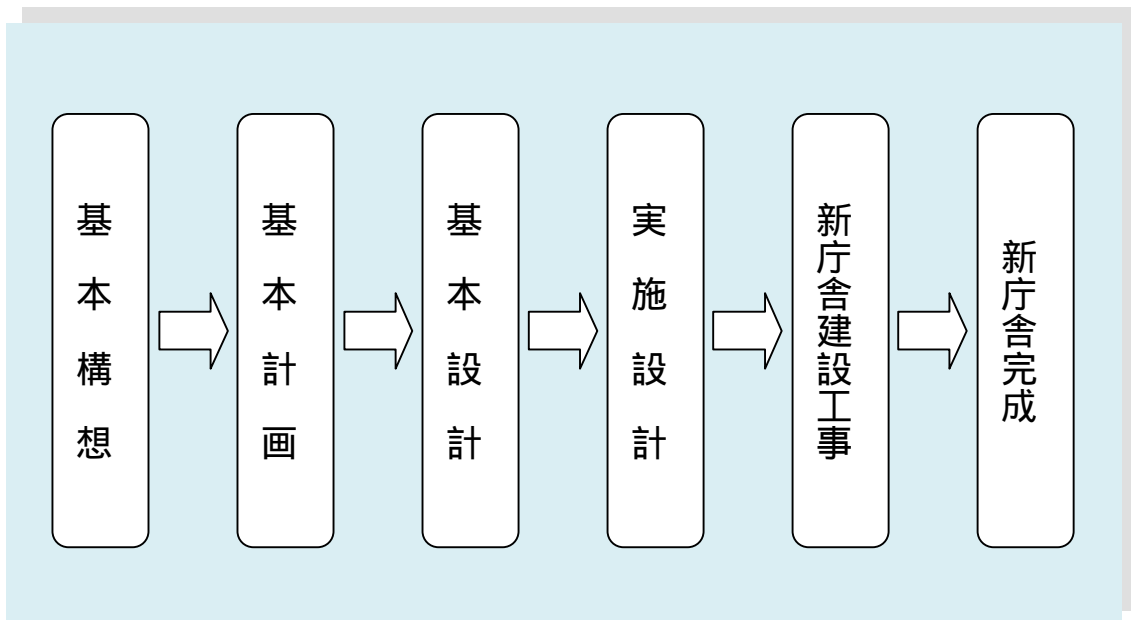 基本構想
基本計画
基本設計
実施設計
新庁舎建設工事
新庁舎完成